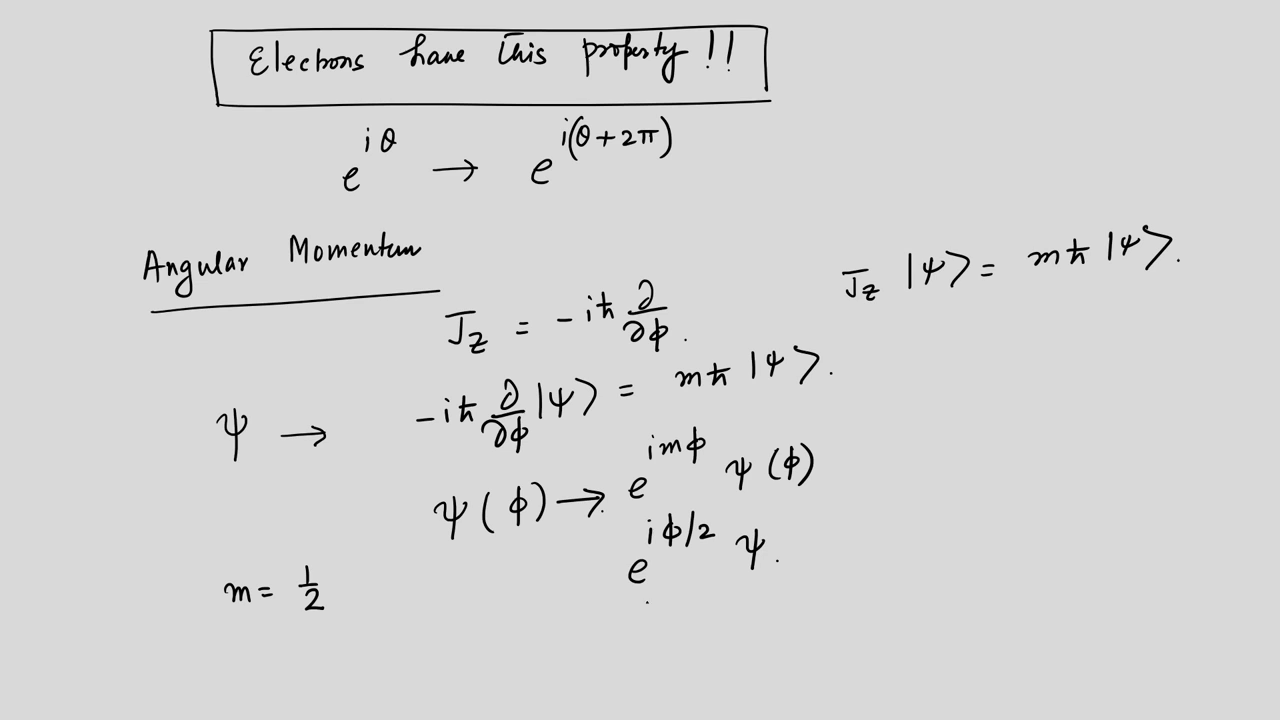 Electrons have this property !!
e^{iθ} → e^{i(θ+2π)}
Angular Momentum
J_z |ψ⟩ = mℏ |ψ⟩.
J_z = -iℏ ∂/∂ϕ.
ψ → -iℏ ∂/∂ϕ |ψ⟩ = mℏ |ψ⟩.
ψ(ϕ) → e^{imϕ} ψ(ϕ)
e^{iϕ/2} ψ.
m = 1/2